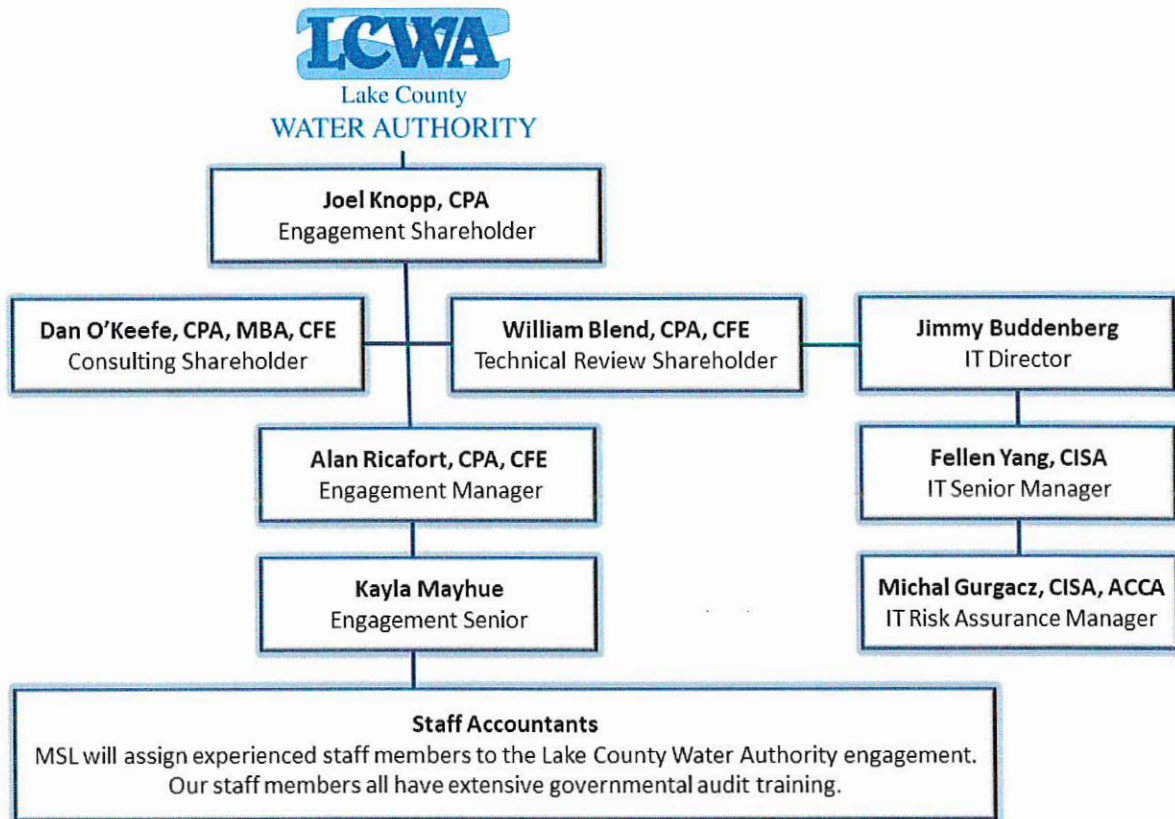 LCWA
Lake County
WATER AUTHORITY
Joel Knopp, CPA
Engagement Shareholder
Dan O'Keefe, CPA, MBA, CFE
Consulting Shareholder
William Blend, CPA, CFE
Technical Review Shareholder
Jimmy Buddenberg
IT Director
Alan Ricafort, CPA, CFE
Engagement Manager
Fellen Yang, CISA
IT Senior Manager
Kayla Mayhue
Engagement Senior
Michal Gurgacz, CISA, ACCA
IT Risk Assurance Manager
Staff Accountants
MSL will assign experienced staff members to the Lake County Water Authority engagement.
Our staff members all have extensive governmental audit training.